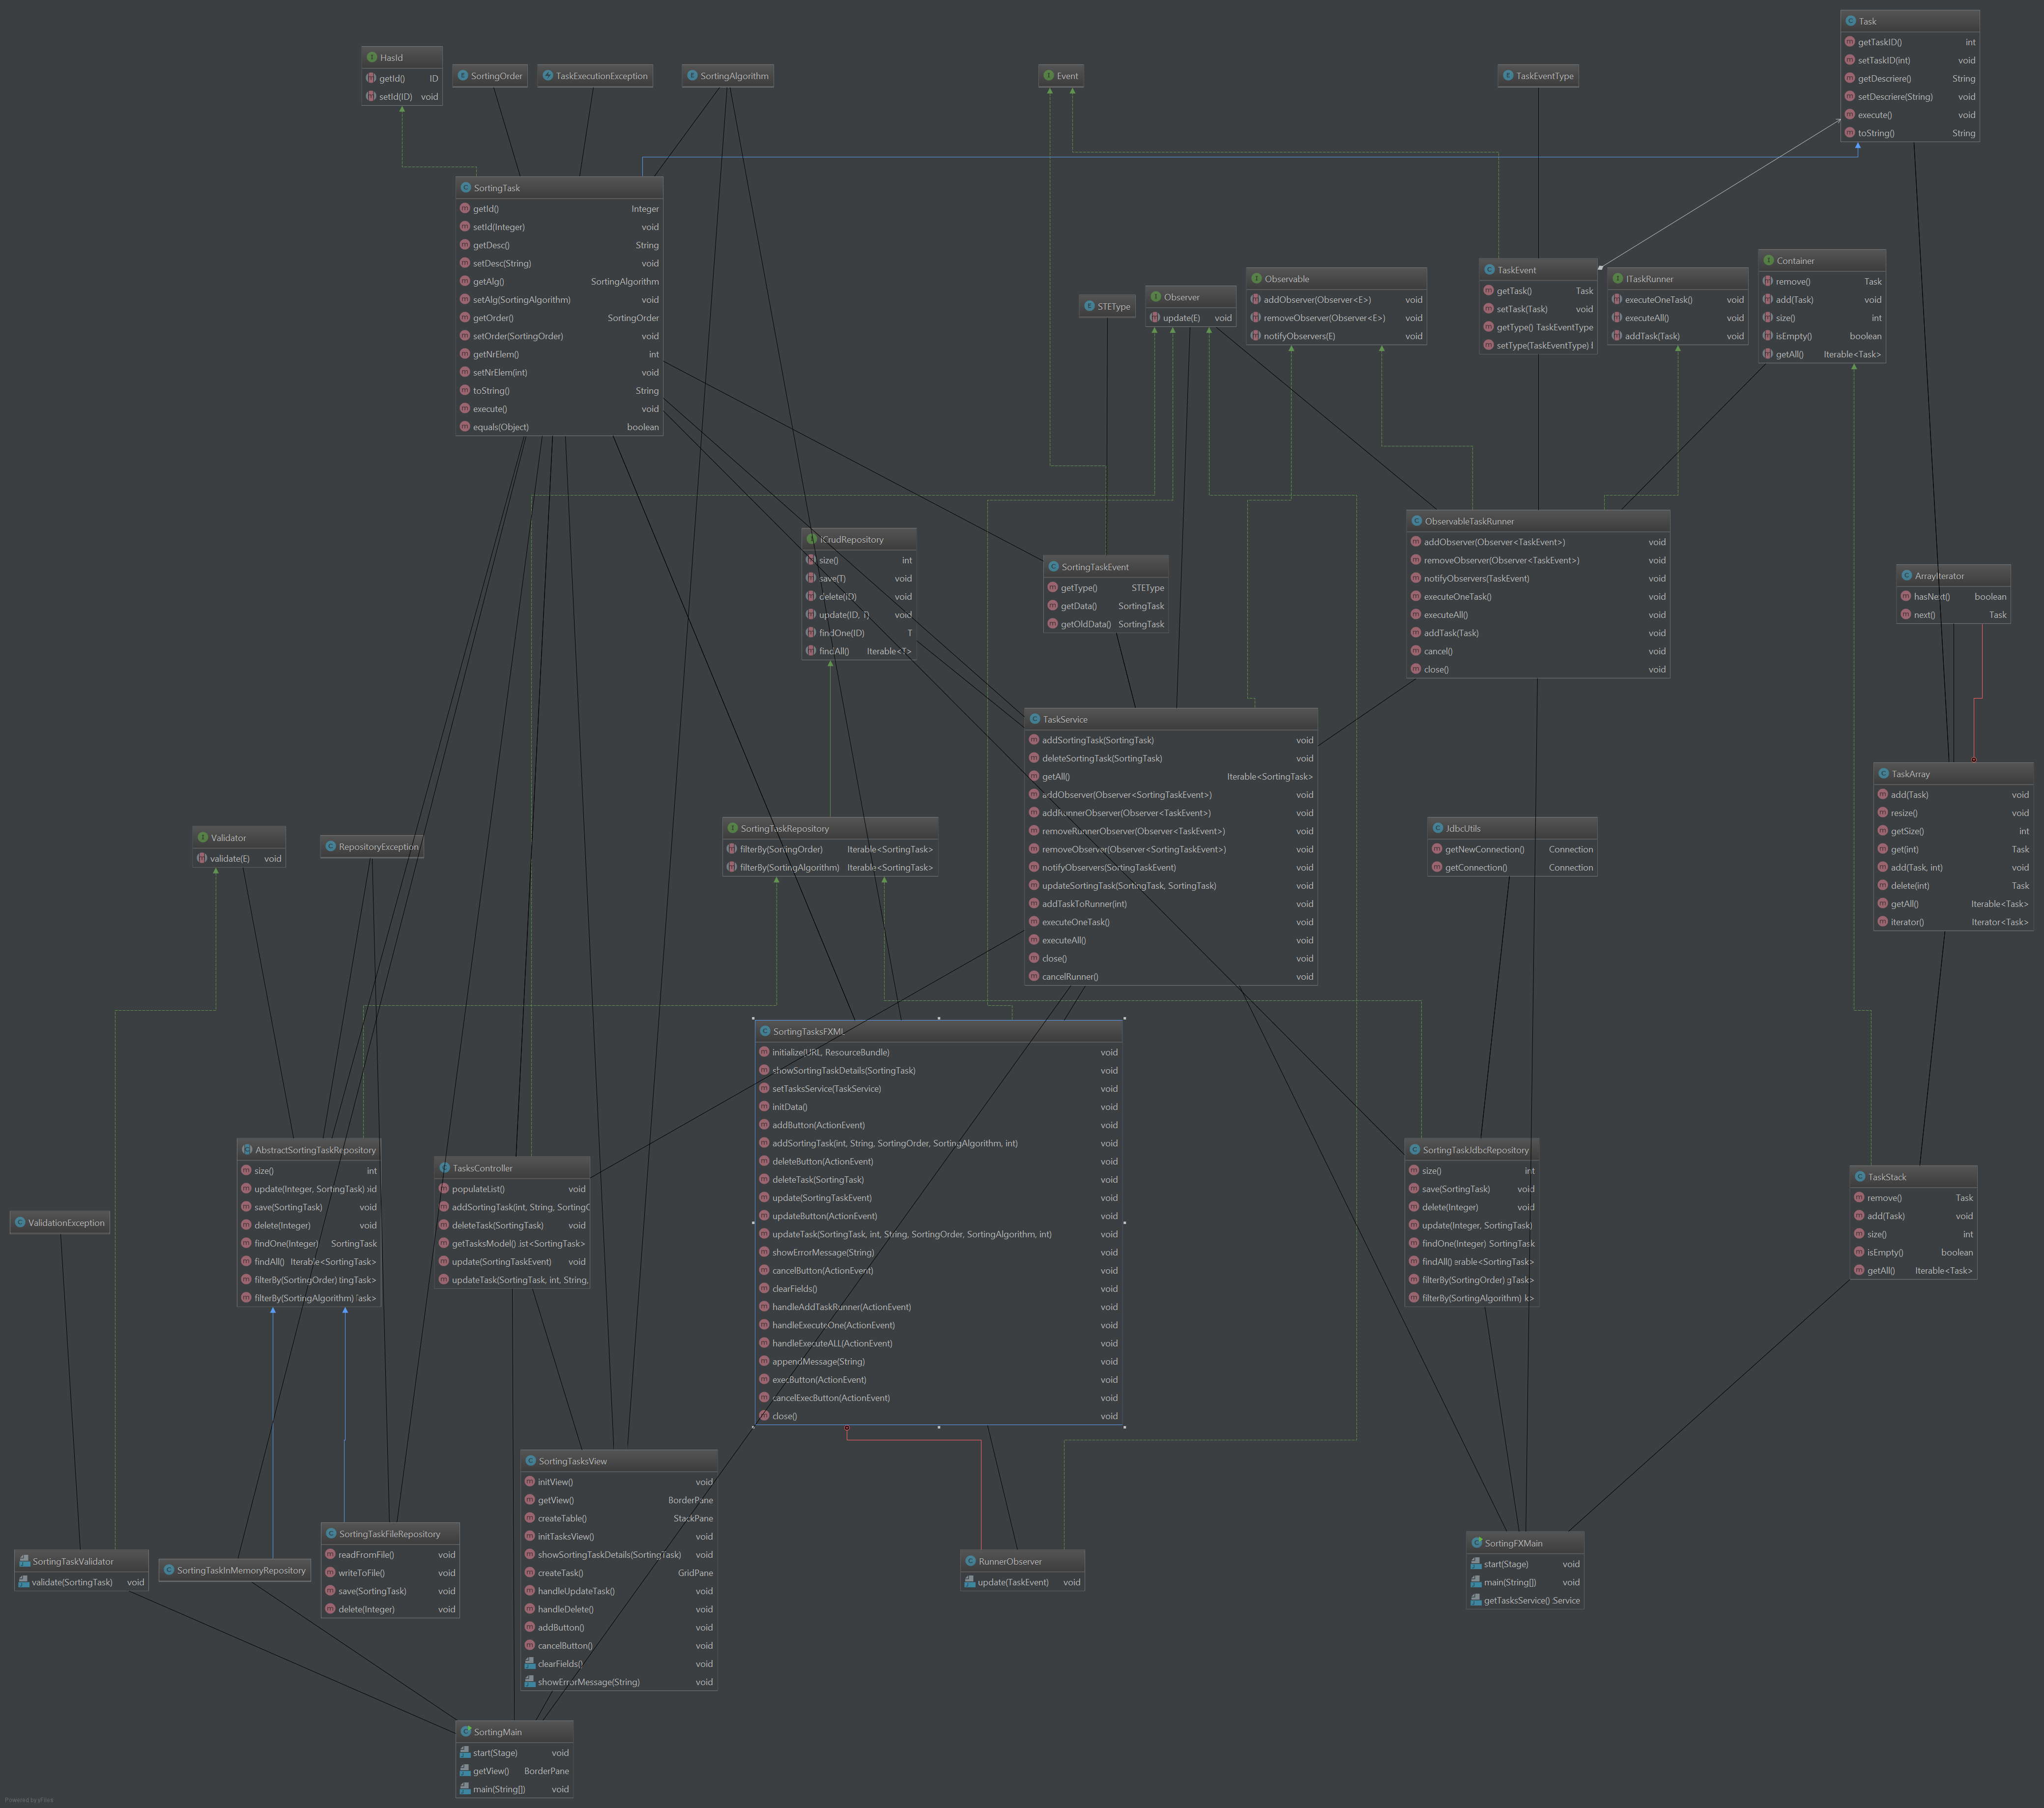 HasId
getId() ID
setId(ID) void
SortingOrder
TaskExecutionException
SortingAlgorithm
Event
TaskEventType
Task
getTaskID() int
setTaskID(int) void
getDescriere() String
setDescriere(String) void
execute() void
toString() String
SortingTask
getId() Integer
setId(Integer) void
getDesc() String
setDesc(String) void
getAlg() SortingAlgorithm
setAlg(SortingAlgorithm) void
getOrder() SortingOrder
setOrder(SortingOrder) void
getNrElem() int
setNrElem(int) void
toString() String
execute() void
equals(Object) boolean
STEType
Observer
update(E) void
Observable
addObserver(Observer<E>) void
removeObserver(Observer<E>) void
notifyObservers(E) void
TaskEvent
getTask() Task
setTask(Task) void
getType() TaskEventType
setType(TaskEventType)
ITaskRunner
executeOneTask() void
executeAll() void
addTask(Task) void
Container
remove() Task
add(Task) void
size() int
isEmpty() boolean
getAll() Iterable<Task>
ICrudRepository
size() int
save(T) void
delete(ID) void
update(ID, T) void
findOne(ID) T
findAll() Iterable<T>
SortingTaskEvent
getType() STEType
getData() SortingTask
getOldData() SortingTask
ObservableTaskRunner
addObserver(Observer<TaskEvent>) void
removeObserver(Observer<TaskEvent>) void
notifyObservers(TaskEvent) void
executeOneTask() void
executeAll() void
addTask(Task) void
cancel() void
close() void
ArrayIterator
hasNext() boolean
next() Task
TaskService
addSortingTask(SortingTask) void
deleteSortingTask(SortingTask) void
getAll() Iterable<SortingTask>
addObserver(Observer<SortingTaskEvent>) void
addRunnerObserver(Observer<TaskEvent>) void
removeRunnerObserver(Observer<TaskEvent>) void
removeObserver(Observer<SortingTaskEvent>) void
notifyObservers(SortingTaskEvent) void
updateSortingTask(SortingTask, SortingTask) void
addTaskToRunner(int) void
executeOneTask() void
executeAll() void
close() void
cancelRunner() void
TaskArray
add(Task) void
resize() void
getSize() int
get(int) Task
add(Task, int) void
delete(int) Task
getAll() Iterable<Task>
iterator() Iterator<Task>
Validator
validate(E) void
RepositoryException
SortingTaskRepository
filterBy(SortingOrder) Iterable<SortingTask>
filterBy(SortingAlgorithm) Iterable<SortingTask>
JdbcUtils
getNewConnection() Connection
getConnection() Connection
SortingTasksFXML
initialize(URL, ResourceBundle) void
showSortingTaskDetails(SortingTask) void
setTasksService(TaskService) void
initData() void
addButton(ActionEvent) void
addSortingTask(int, String, SortingOrder, SortingAlgorithm, int) void
deleteButton(ActionEvent) void
deleteTask(SortingTask) void
update(SortingTaskEvent) void
updateButton(ActionEvent) void
updateTask(SortingTask, int, String, SortingOrder, SortingAlgorithm, int) void
showErrorMessage(String) void
cancelButton(ActionEvent) void
clearFields() void
handleAddTaskRunner(ActionEvent) void
handleExecuteOne(ActionEvent) void
handleExecuteALL(ActionEvent) void
appendMessage(String) void
execButton(ActionEvent) void
cancelExecButton(ActionEvent) void
close() void
ValidationException
AbstractSortingTaskRepository
size() int
update(Integer, SortingTask) oid
save(SortingTask) void
delete(Integer) void
findOne(Integer) SortingTask
findAll() Iterable<SortingTask>
filterBy(SortingOrder) tingTask>
filterBy(SortingAlgorithm) Task>
TasksController
populateList() void
addSortingTask(int, String, SortingO
deleteTask(SortingTask) void
getTasksModel() ist<SortingTask>
update(SortingTaskEvent) void
updateTask(SortingTask, int, String,
SortingTaskJdbcRepository
size() int
save(SortingTask) void
delete(Integer) void
update(Integer, SortingTask)
findOne(Integer) SortingTask
findAll() erable<SortingTask>
filterBy(SortingOrder) gTask>
filterBy(SortingAlgorithm) k>
TaskStack
remove() Task
add(Task) void
size() int
isEmpty() boolean
getAll() Iterable<Task>
SortingTasksView
initView() void
getView() BorderPane
createTable() StackPane
initTasksView() void
showSortingTaskDetails(SortingTask) void
createTask() GridPane
handleUpdateTask() void
handleDelete() void
addButton() void
cancelButton() void
clearFields() void
showErrorMessage(String) void
SortingTaskValidator
validate(SortingTask) void
SortingTaskInMemoryRepository
SortingTaskFileRepository
readFromFile() void
writeToFile() void
save(SortingTask) void
delete(Integer) void
RunnerObserver
update(TaskEvent) void
SortingFXMain
start(Stage) void
main(String[]) void
getTasksService() Service
SortingMain
start(Stage) void
getView() BorderPane
main(String[]) void
Powered by yFiles